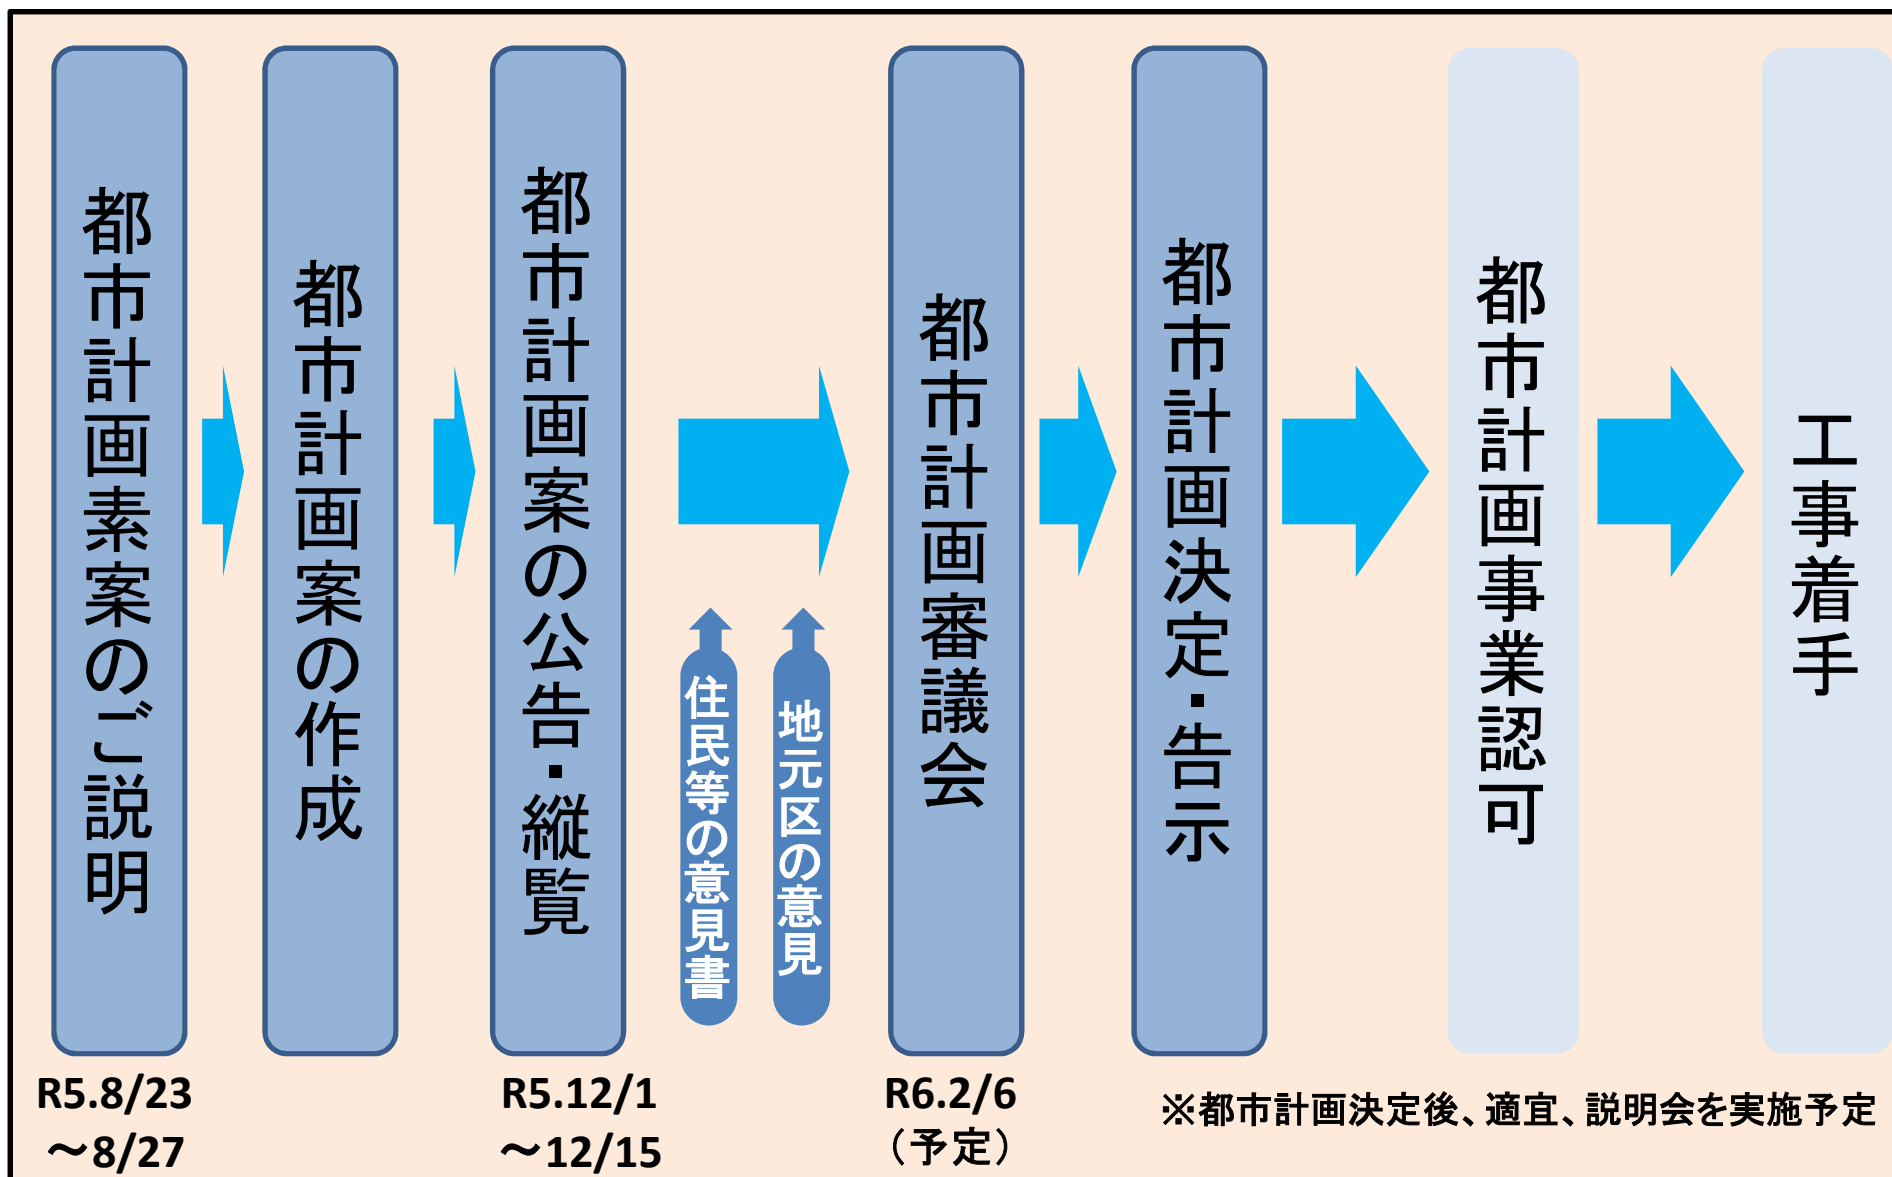 都市計画素案のご説明
都市計画案の作成
都市計画案の公告・縦覧
住民等の意見書
地元区の意見
都市計画審議会
都市計画決定・告示
都市計画事業認可
工事着手
R5.8/23
～8/27
R5.12/1
～12/15
R6.2/6
（予定）
※都市計画決定後、適宜、説明会を実施予定